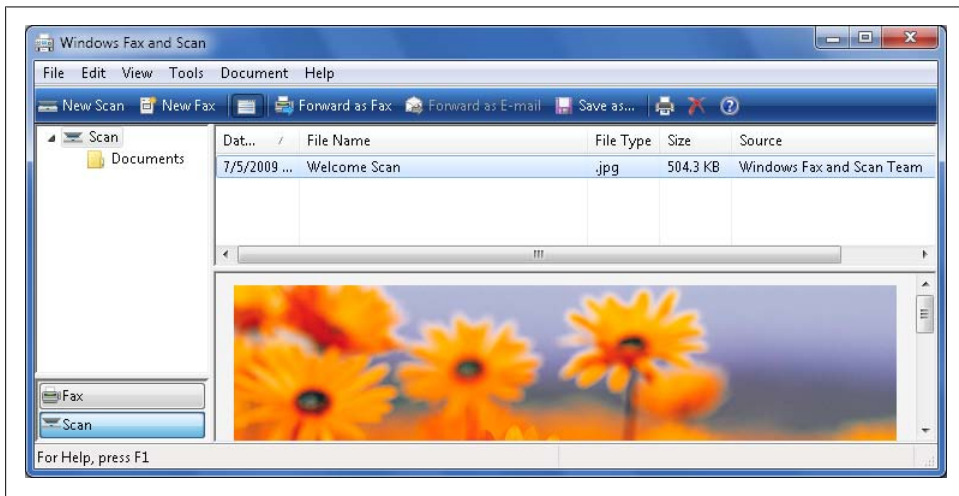 Windows Fax and Scan
File Edit View Tools Document Help
New Scan New Fax Forward as Fax Forward as E-mail Save as...
Scan
Documents
Dat... File Name File Type Size Source
7/5/2009 ... Welcome Scan .jpg 504.3 KB Windows Fax and Scan Team
Fax
Scan
For Help, press F1